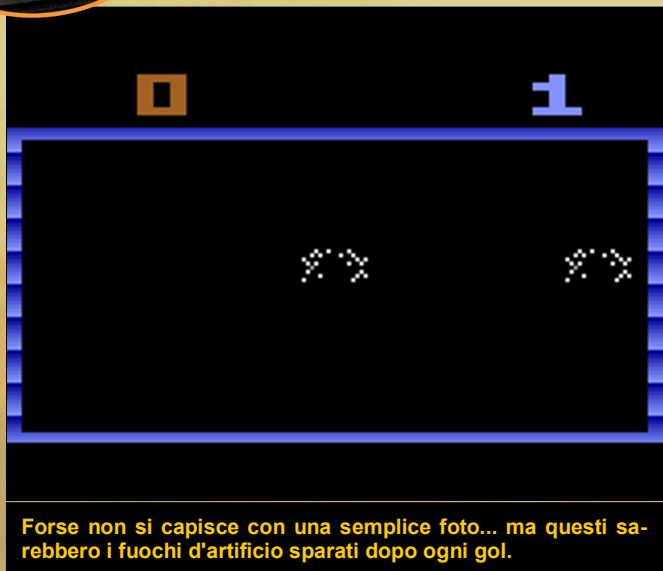 0 1
Forse non si capisce con una semplice foto... ma questi sa-
rebbero i fuochi d'artificio sparati dopo ogni gol.